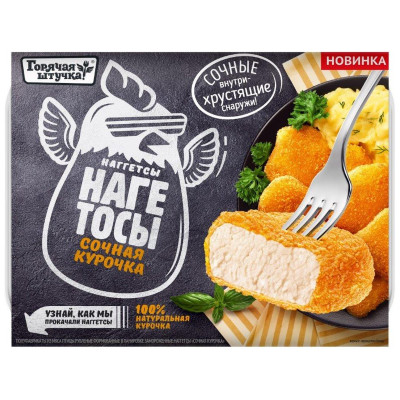 Горячая
штучка!
НОВИНКА
СОЧНЫЕ
внутри-
ХРУСТЯЩИЕ
снаружи!
НАГГЕТСЫ
НАГЕ
ТОСЫ
СОЧНАЯ
КУРОЧКА
УЗНАЙ, КАК МЫ
ПРОКАЧАЛИ НАГГЕТСЫ
100%
НАТУРАЛЬНАЯ
КУРОЧКА